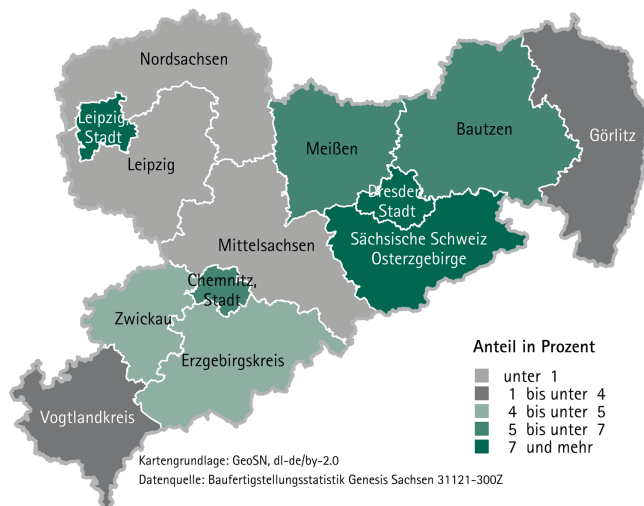 Nordsachsen
Leipzig,
Stadt
Leipzig
Meißen
Bautzen
Görlitz
Dresden,
Stadt
Sächsische Schweiz
Osterzgebirge
Mittelsachsen
Chemnitz,
Stadt
Zwickau
Erzgebirgskreis
Vogtlandkreis
Anteil in Prozent
unter 1
1 bis unter 4
4 bis unter 5
5 bis unter 7
7 und mehr
Kartengrundlage: GeoSN, dl-de/by-2.0
Datenquelle: Baufertigstellungsstatistik Genesis Sachsen 31121-300Z